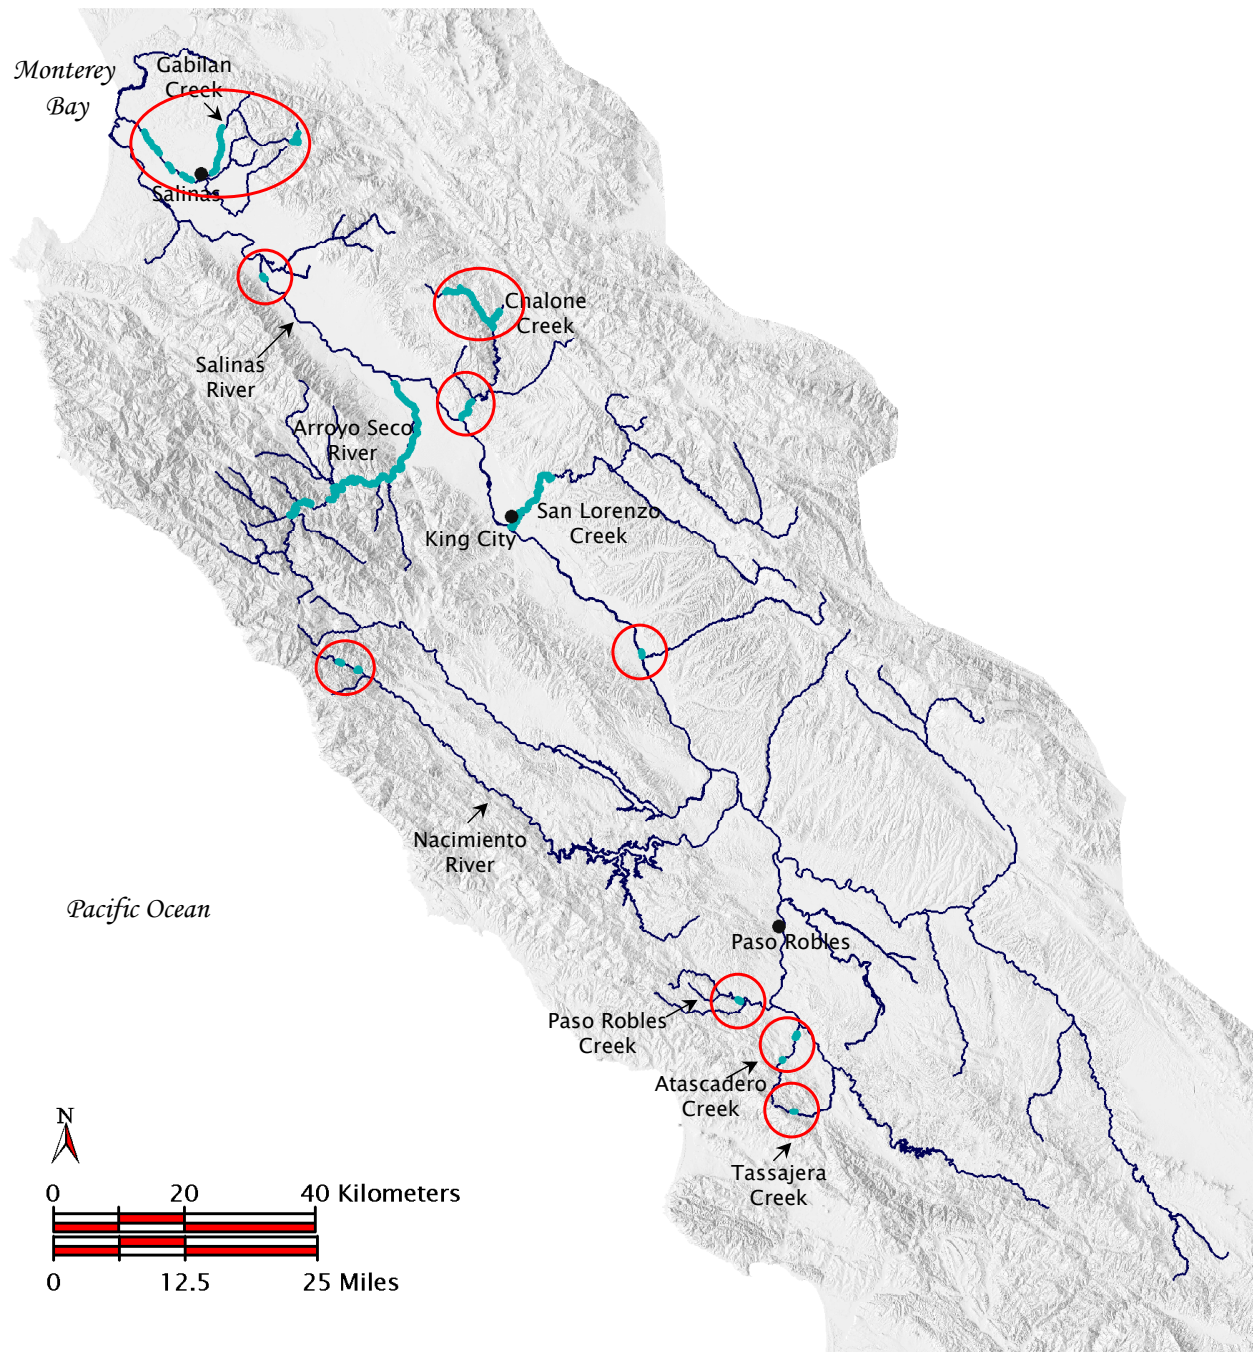 Gabilan
Creek
Monterey
Bay
Salinas
Chalone
Creek
Salinas
River
Arroyo Seco
River
San Lorenzo
Creek
King City
Nacimiento
River
Pacific Ocean
Paso Robles
Paso Robles
Creek
Atascadero
Creek
Tassajera
Creek
N
0 20 40 Kilometers
0 12.5 25 Miles